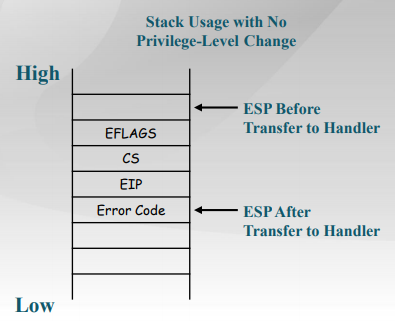 Stack Usage with No
Privilege-Level Change
High
ESP Before
Transfer to Handler
EFLAGS
CS
EIP
Error Code
ESP After
Transfer to Handler
Low